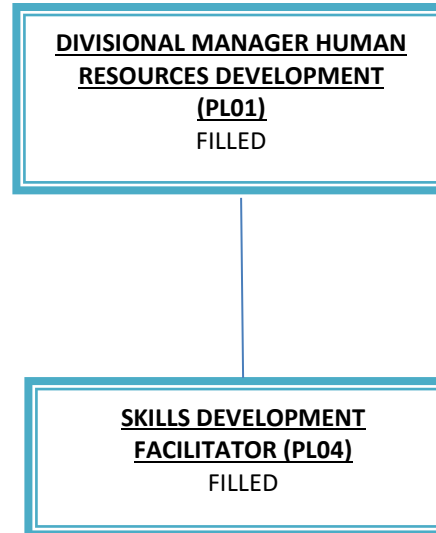 DIVISIONAL MANAGER HUMAN
RESOURCES DEVELOPMENT
(PL01)
FILLED
SKILLS DEVELOPMENT
FACILITATOR (PL04)
FILLED